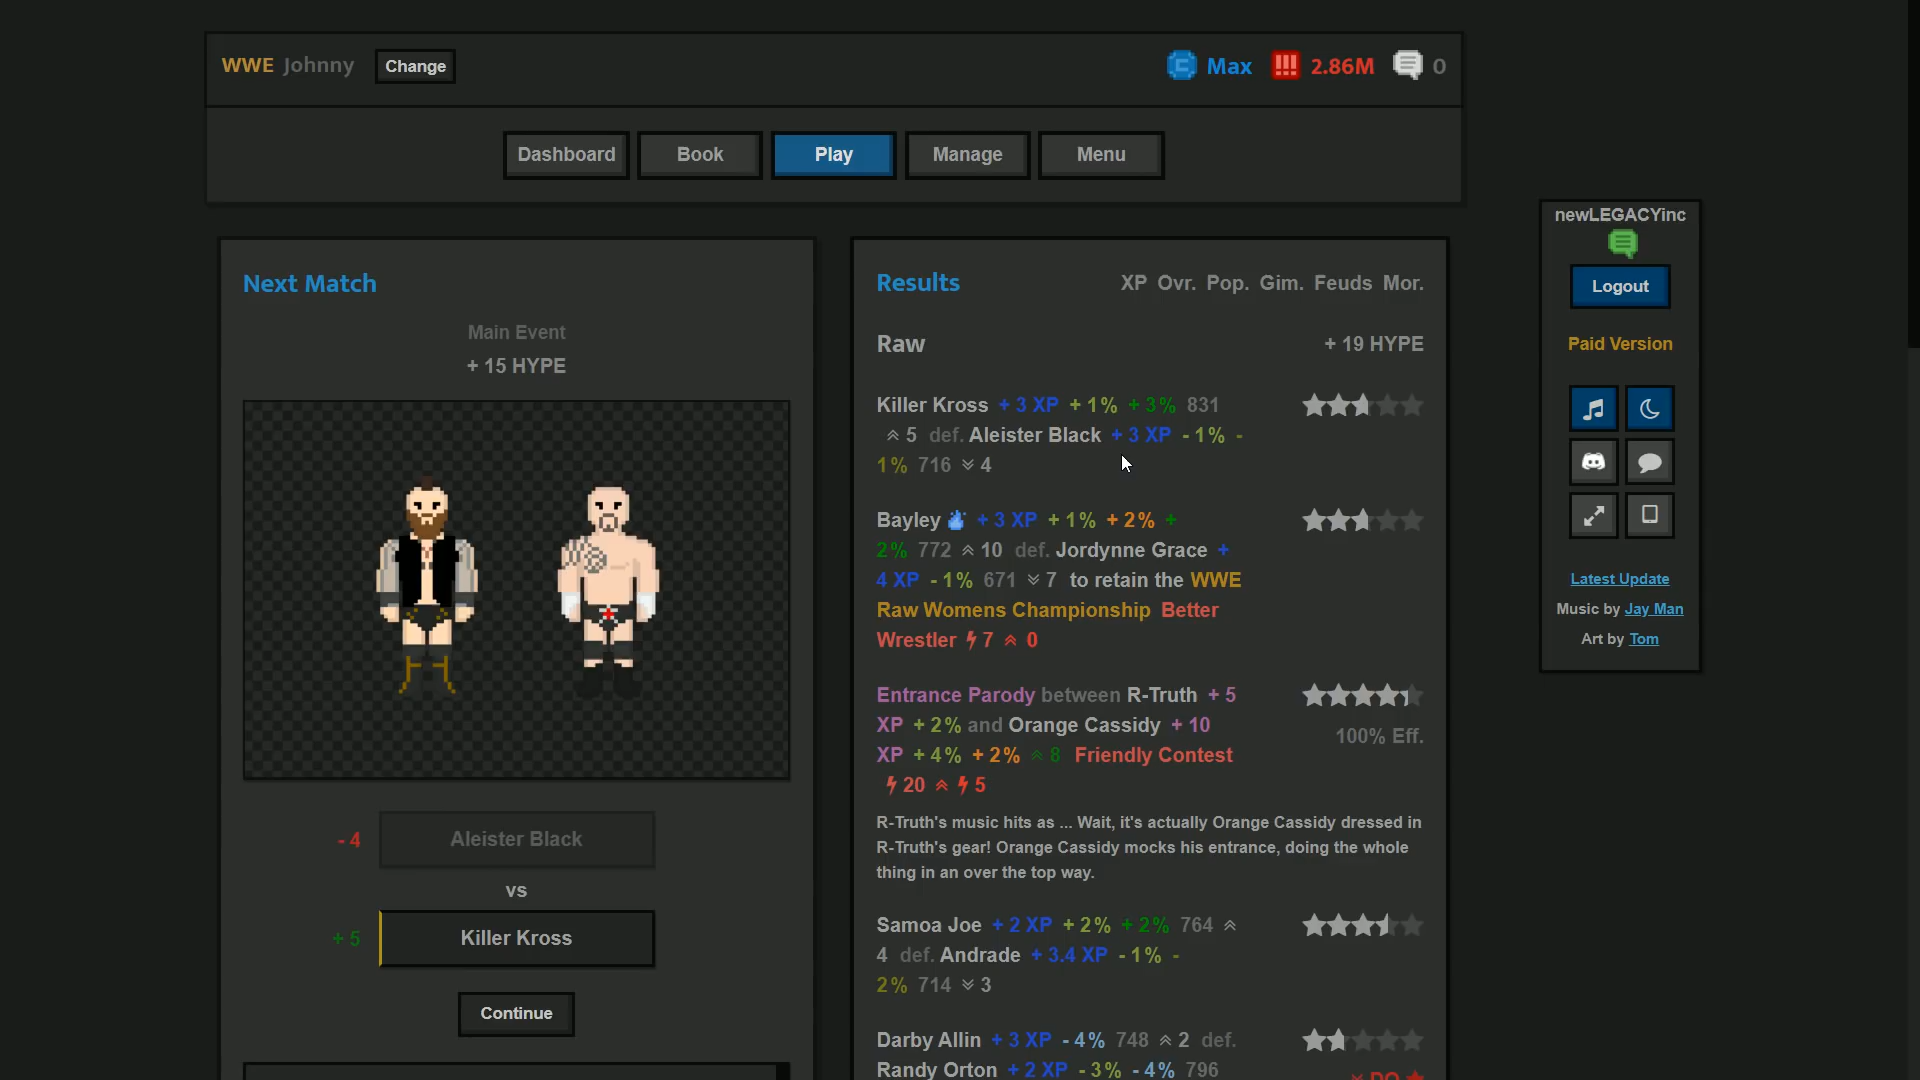 WWE Johnny Change Max 2.86M 0
Dashboard Book Play Manage Menu
newLEGACYinc
Logout
Paid Version
Latest Update
Music by Jay Man
Art by Tom
Next Match
Main Event
+ 15 HYPE
- 4 Aleister Black
vs
+ 5 Killer Kross
Continue
Results XP Ovr. Pop. Gim. Feuds Mor.
Raw + 19 HYPE
Killer Kross + 3 XP + 1% + 3% 831
5 def. Aleister Black + 3 XP - 1% -
1% 716 4
Bayley + 3 XP + 1% + 2% +
2% 772 10 def. Jordynne Grace +
4 XP - 1% 671 7 to retain the WWE
Raw Womens Championship Better
Wrestler 7 0
Entrance Parody between R-Truth + 5
XP + 2% and Orange Cassidy + 10
XP + 4% + 2% 8 Friendly Contest
20 5
100% Eff.
R-Truth's music hits as ... Wait, it's actually Orange Cassidy dressed in
R-Truth's gear! Orange Cassidy mocks his entrance, doing the whole
thing in an over the top way.
Samoa Joe + 2 XP + 2% + 2% 764
4 def. Andrade + 3.4 XP - 1% -
2% 714 3
Darby Allin + 3 XP - 4% 748 2 def.
Randy Orton + 2 XP - 3% - 4% 796